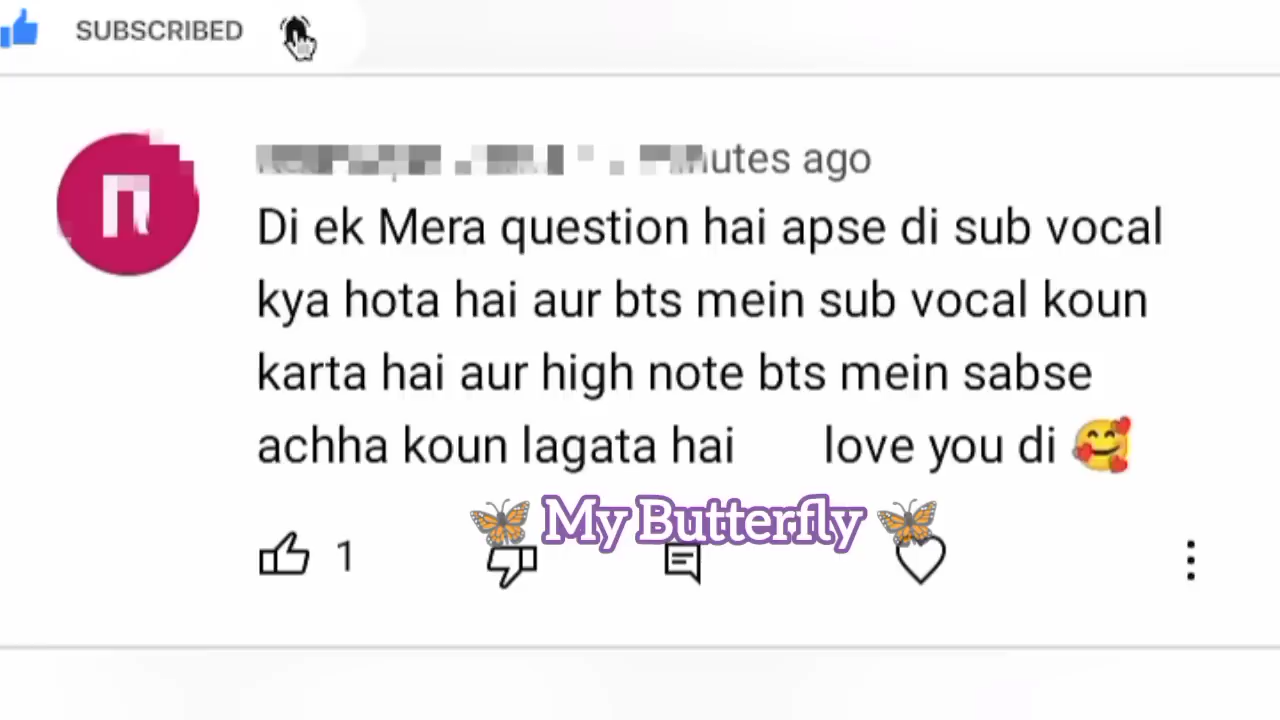 SUBSCRIBED
utes ago
Di ek Mera question hai apse di sub vocal
kya hota hai aur bts mein sub vocal koun
karta hai aur high note bts mein sabse
achha koun lagata hai love you di 🥰
🦋 My Butterfly 🦋
1